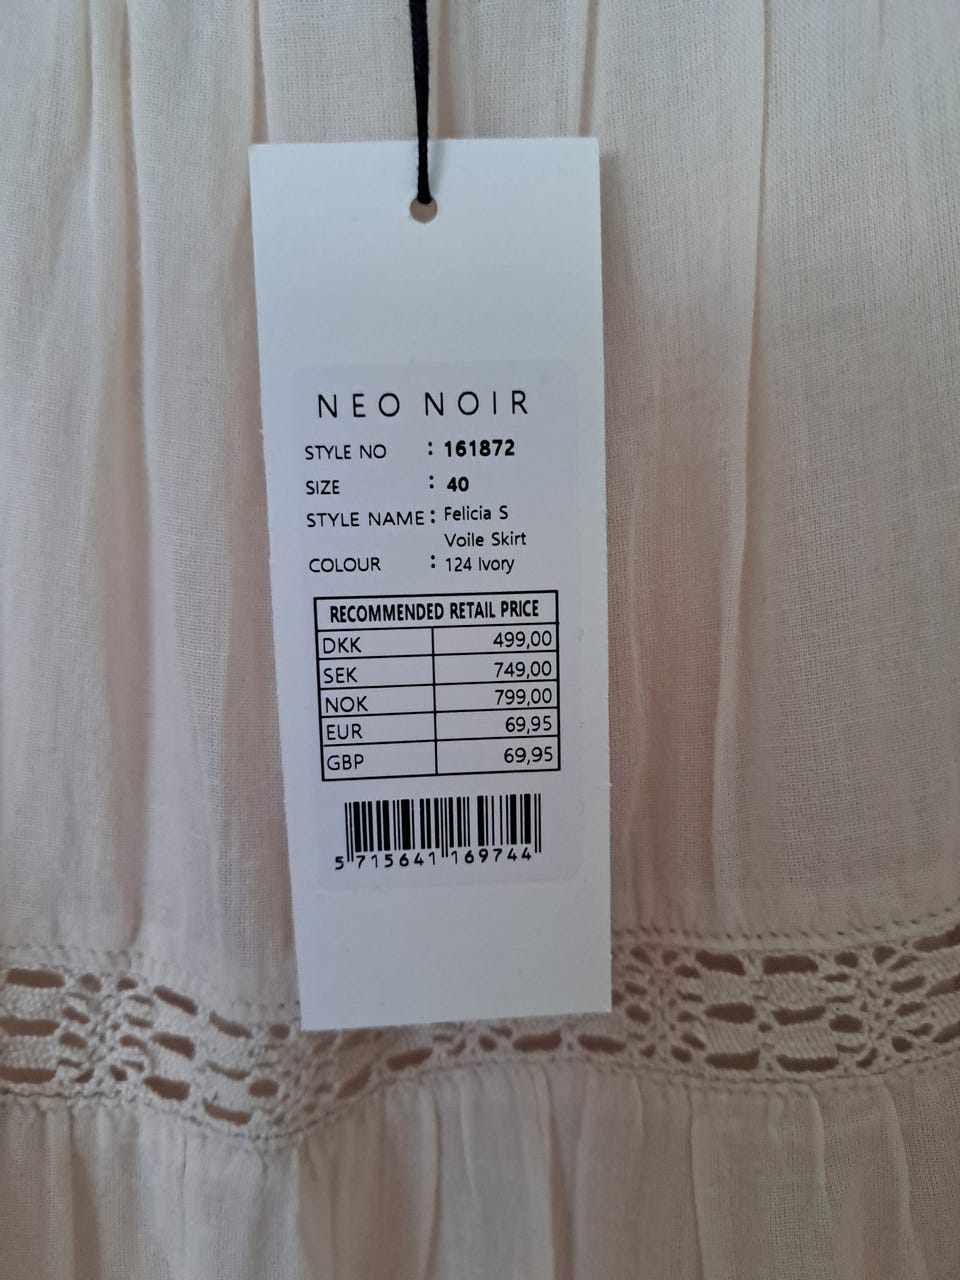 NEO NOIR
STYLE NO : 161872
SIZE : 40
STYLE NAME : Felicia S
Voile Skirt
COLOUR : 124 Ivory
RECOMMENDED RETAIL PRICE
DKK 499,00
SEK 749,00
NOK 799,00
EUR 69,95
GBP 69,95
5 715641 169744